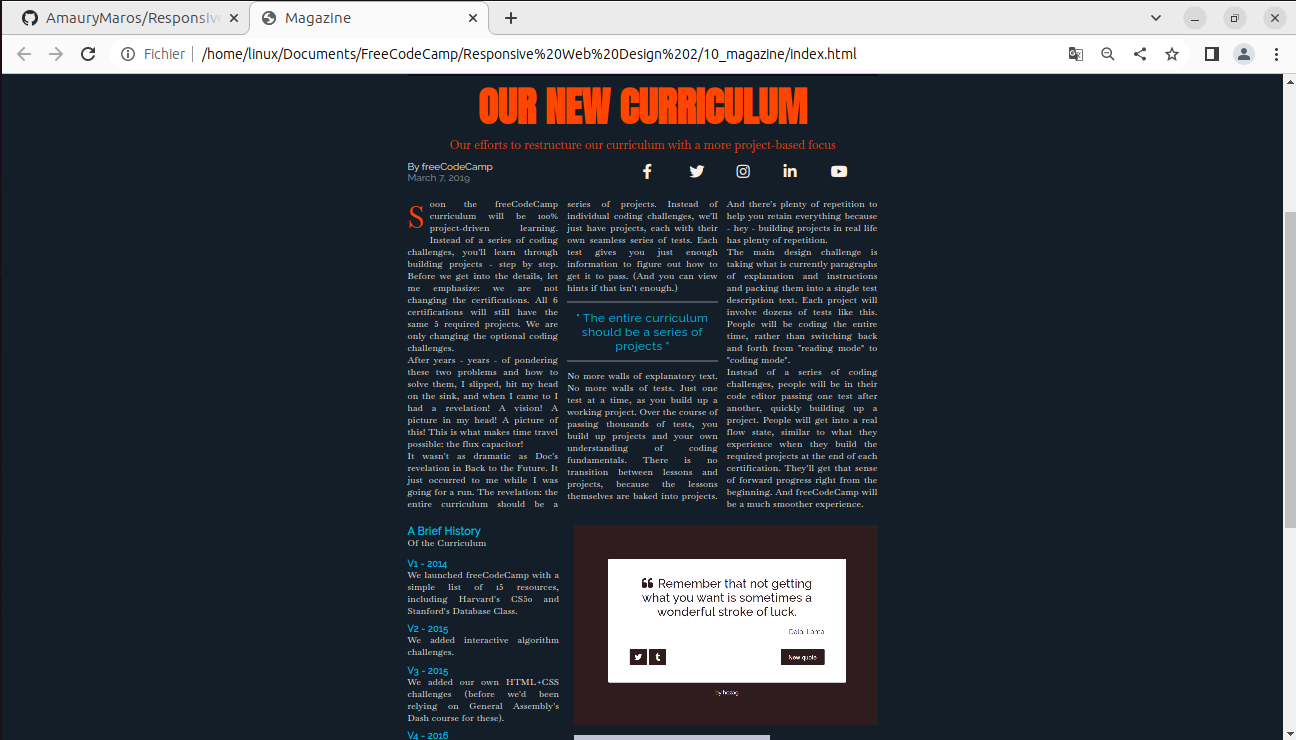 AmauryMaros/Responsive
Magazine
Fichier
/home/linux/Documents/FreeCodeCamp/Responsive%20Web%20Design%202/10_magazine/index.html
OUR NEW CURRICULUM
Our efforts to restructure our curriculum with a more project-based focus
By freeCodeCamp
March 7, 2019
Soon the freeCodeCamp
curriculum will be 100%
project-driven learning.
Instead of a series of coding
challenges, you'll learn through
building projects - step by step.
Before we get into the details, let
me emphasize: we are not
changing the certifications. All 6
certifications will still have the
same 5 required projects. We are
only changing the optional coding
challenges.
After years - years - of pondering
these two problems and how to
solve them, I slipped, hit my head
on the sink, and when I came to I
had a revelation! A vision! A
picture in my head! A picture of
this! This is what makes time travel
possible: the flux capacitor!
It wasn't as dramatic as Doc's
revelation in Back to the Future. It
just occurred to me while I was
going for a run. The revelation: the
entire curriculum should be a
series of projects. Instead of
individual coding challenges, we'll
just have projects, each with their
own seamless series of tests. Each
test gives you just enough
information to figure out how to
get it to pass. (And you can view
hints if that isn't enough.)
" The entire curriculum
should be a series of
projects "
No more walls of explanatory text.
No more walls of tests. Just one
test at a time, as you build up a
working project. Over the course of
passing thousands of tests, you
build up projects and your own
understanding of coding
fundamentals. There is no
transition between lessons and
projects, because the lessons
themselves are baked into projects.
And there's plenty of repetition to
help you retain everything because
- hey - building projects in real life
has plenty of repetition.
The main design challenge is
taking what is currently paragraphs
of explanation and instructions
and packing them into a single test
description text. Each project will
involve dozens of tests like this.
People will be coding the entire
time, rather than switching back
and forth from "reading mode" to
"coding mode".
Instead of a series of coding
challenges, people will be in their
code editor passing one test after
another, quickly building up a
project. People will get into a real
flow state, similar to what they
experience when they build the
required projects at the end of each
certification. They'll get that sense
of forward progress right from the
beginning. And freeCodeCamp will
be a much smoother experience.
A Brief History
Of the Curriculum
V1 - 2014
We launched freeCodeCamp with a
simple list of 15 resources,
including Harvard's CS50 and
Stanford's Database Class.
V2 - 2015
We added interactive algorithm
challenges.
V3 - 2015
We added our own HTML+CSS
challenges (before we'd been
relying on General Assembly's
Dash course for these).
V4 - 2016
“ Remember that not getting
what you want is sometimes a
wonderful stroke of luck.
Dalai Lama
New quote
by hezag